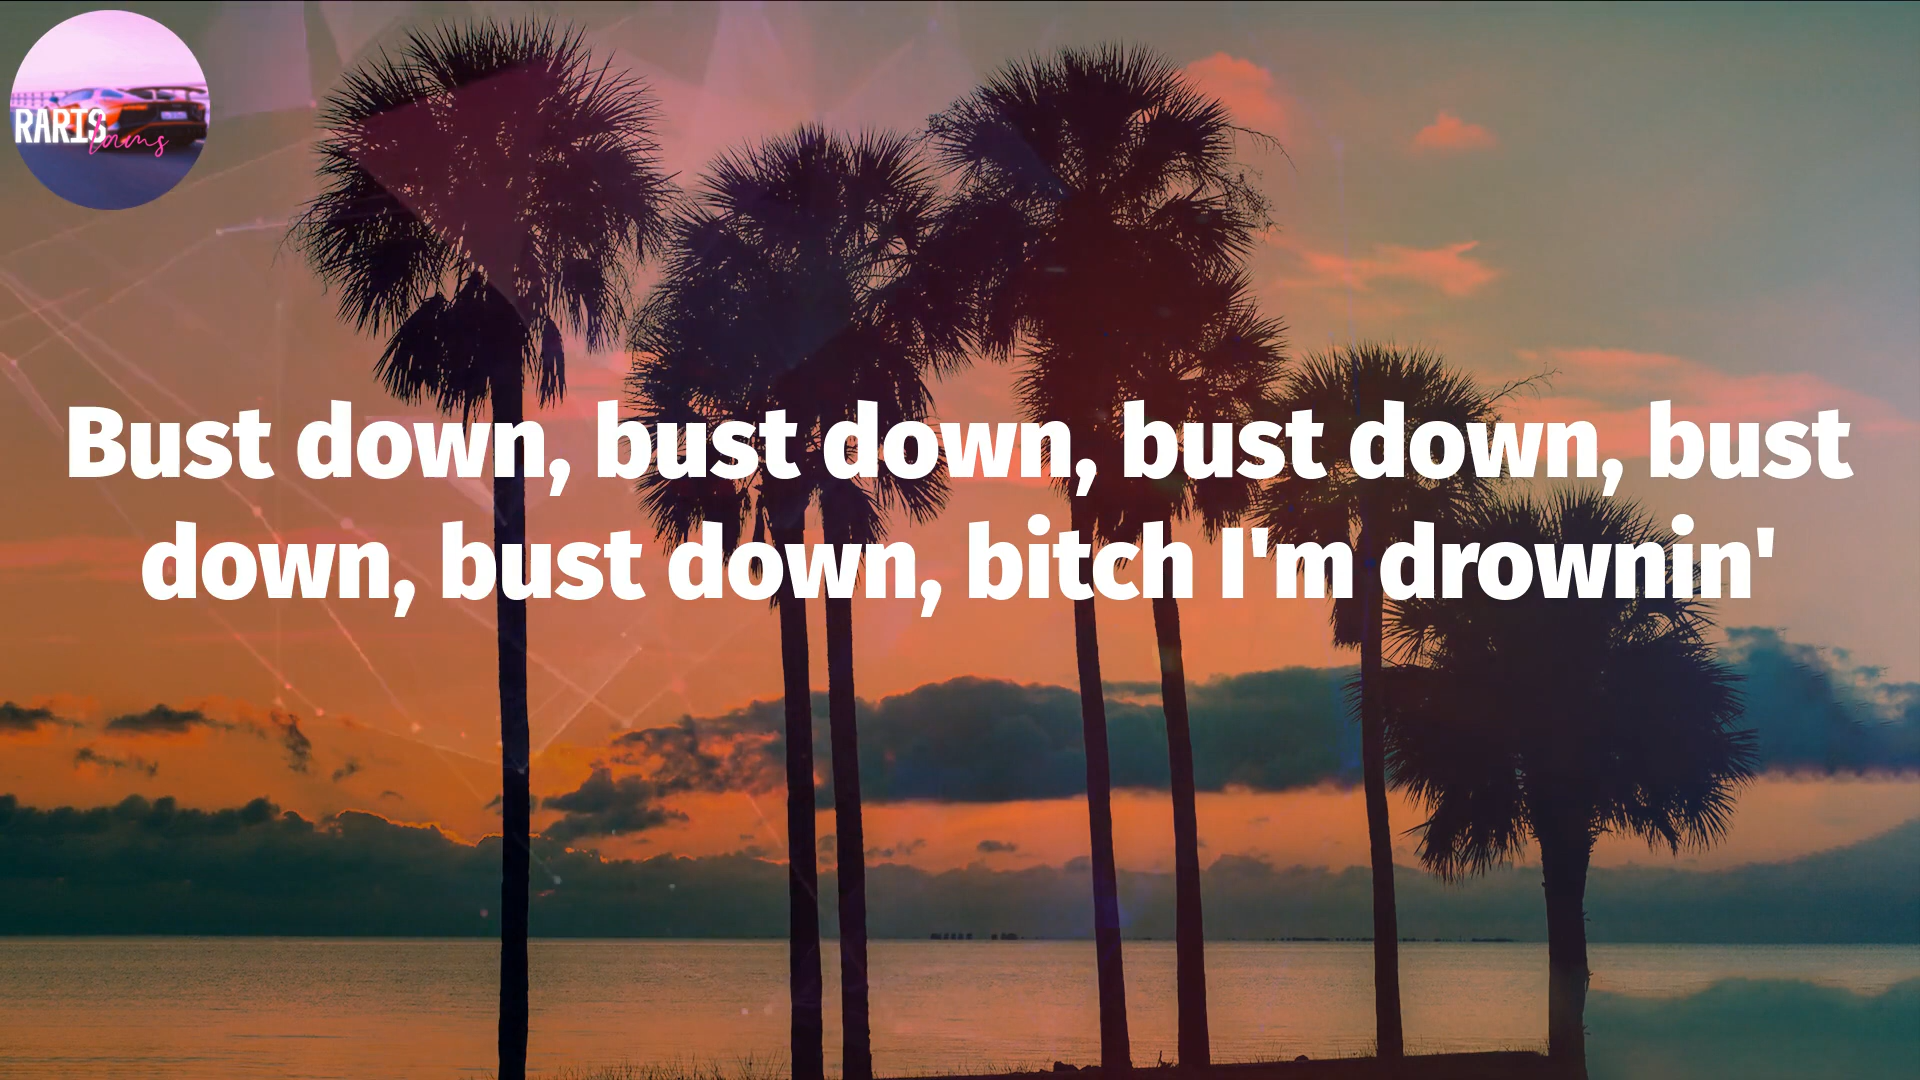 RARIS
Bust down, bust down, bust down, bust
down, bust down, bitch I'm drownin'